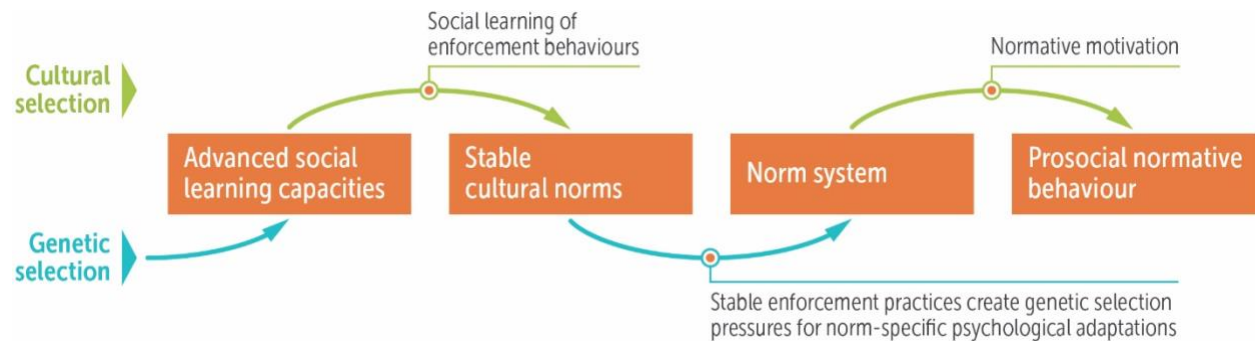 Social learning of
enforcement behaviours
Normative motivation
Cultural
selection
Advanced social
learning capacities
Stable
cultural norms
Norm system
Prosocial normative
behaviour
Genetic
selection
Stable enforcement practices create genetic selection
pressures for norm-specific psychological adaptations